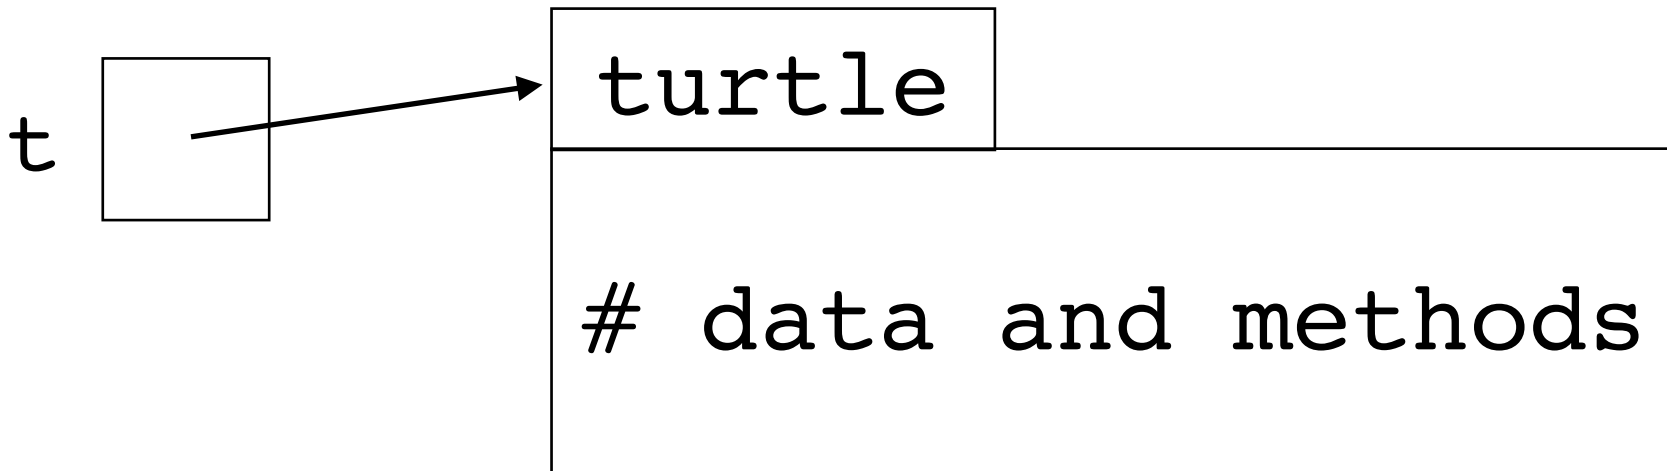 turtle
t
# data and methods